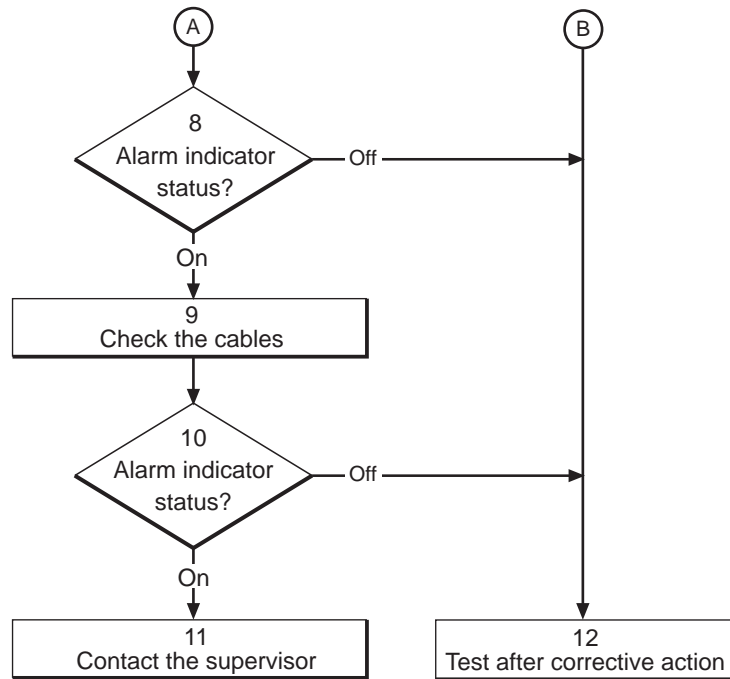 A
B
8
Alarm indicator
status?
Off
On
9
Check the cables
10
Alarm indicator
status?
Off
On
11
Contact the supervisor
12
Test after corrective action